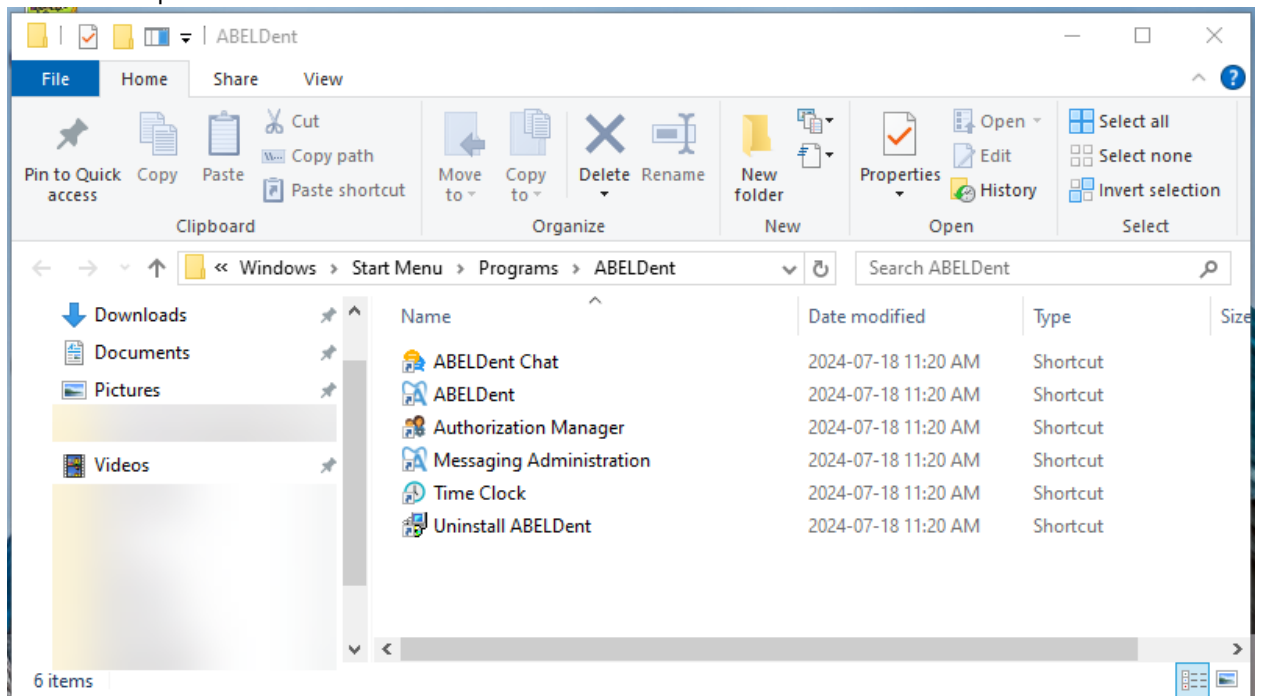 ABELDent
File Home Share View
Pin to Quick access
Copy
Paste
Cut
Copy path
Paste shortcut
Clipboard
Move to
Copy to
Delete
Rename
Organize
New folder
New
Properties
Open
Edit
History
Open
Select all
Select none
Invert selection
Select
« Windows > Start Menu > Programs > ABELDent
Search ABELDent
Downloads
Documents
Pictures
Videos
Name Date modified Type Size
ABELDent Chat 2024-07-18 11:20 AM Shortcut
ABELDent 2024-07-18 11:20 AM Shortcut
Authorization Manager 2024-07-18 11:20 AM Shortcut
Messaging Administration 2024-07-18 11:20 AM Shortcut
Time Clock 2024-07-18 11:20 AM Shortcut
Uninstall ABELDent 2024-07-18 11:20 AM Shortcut
6 items